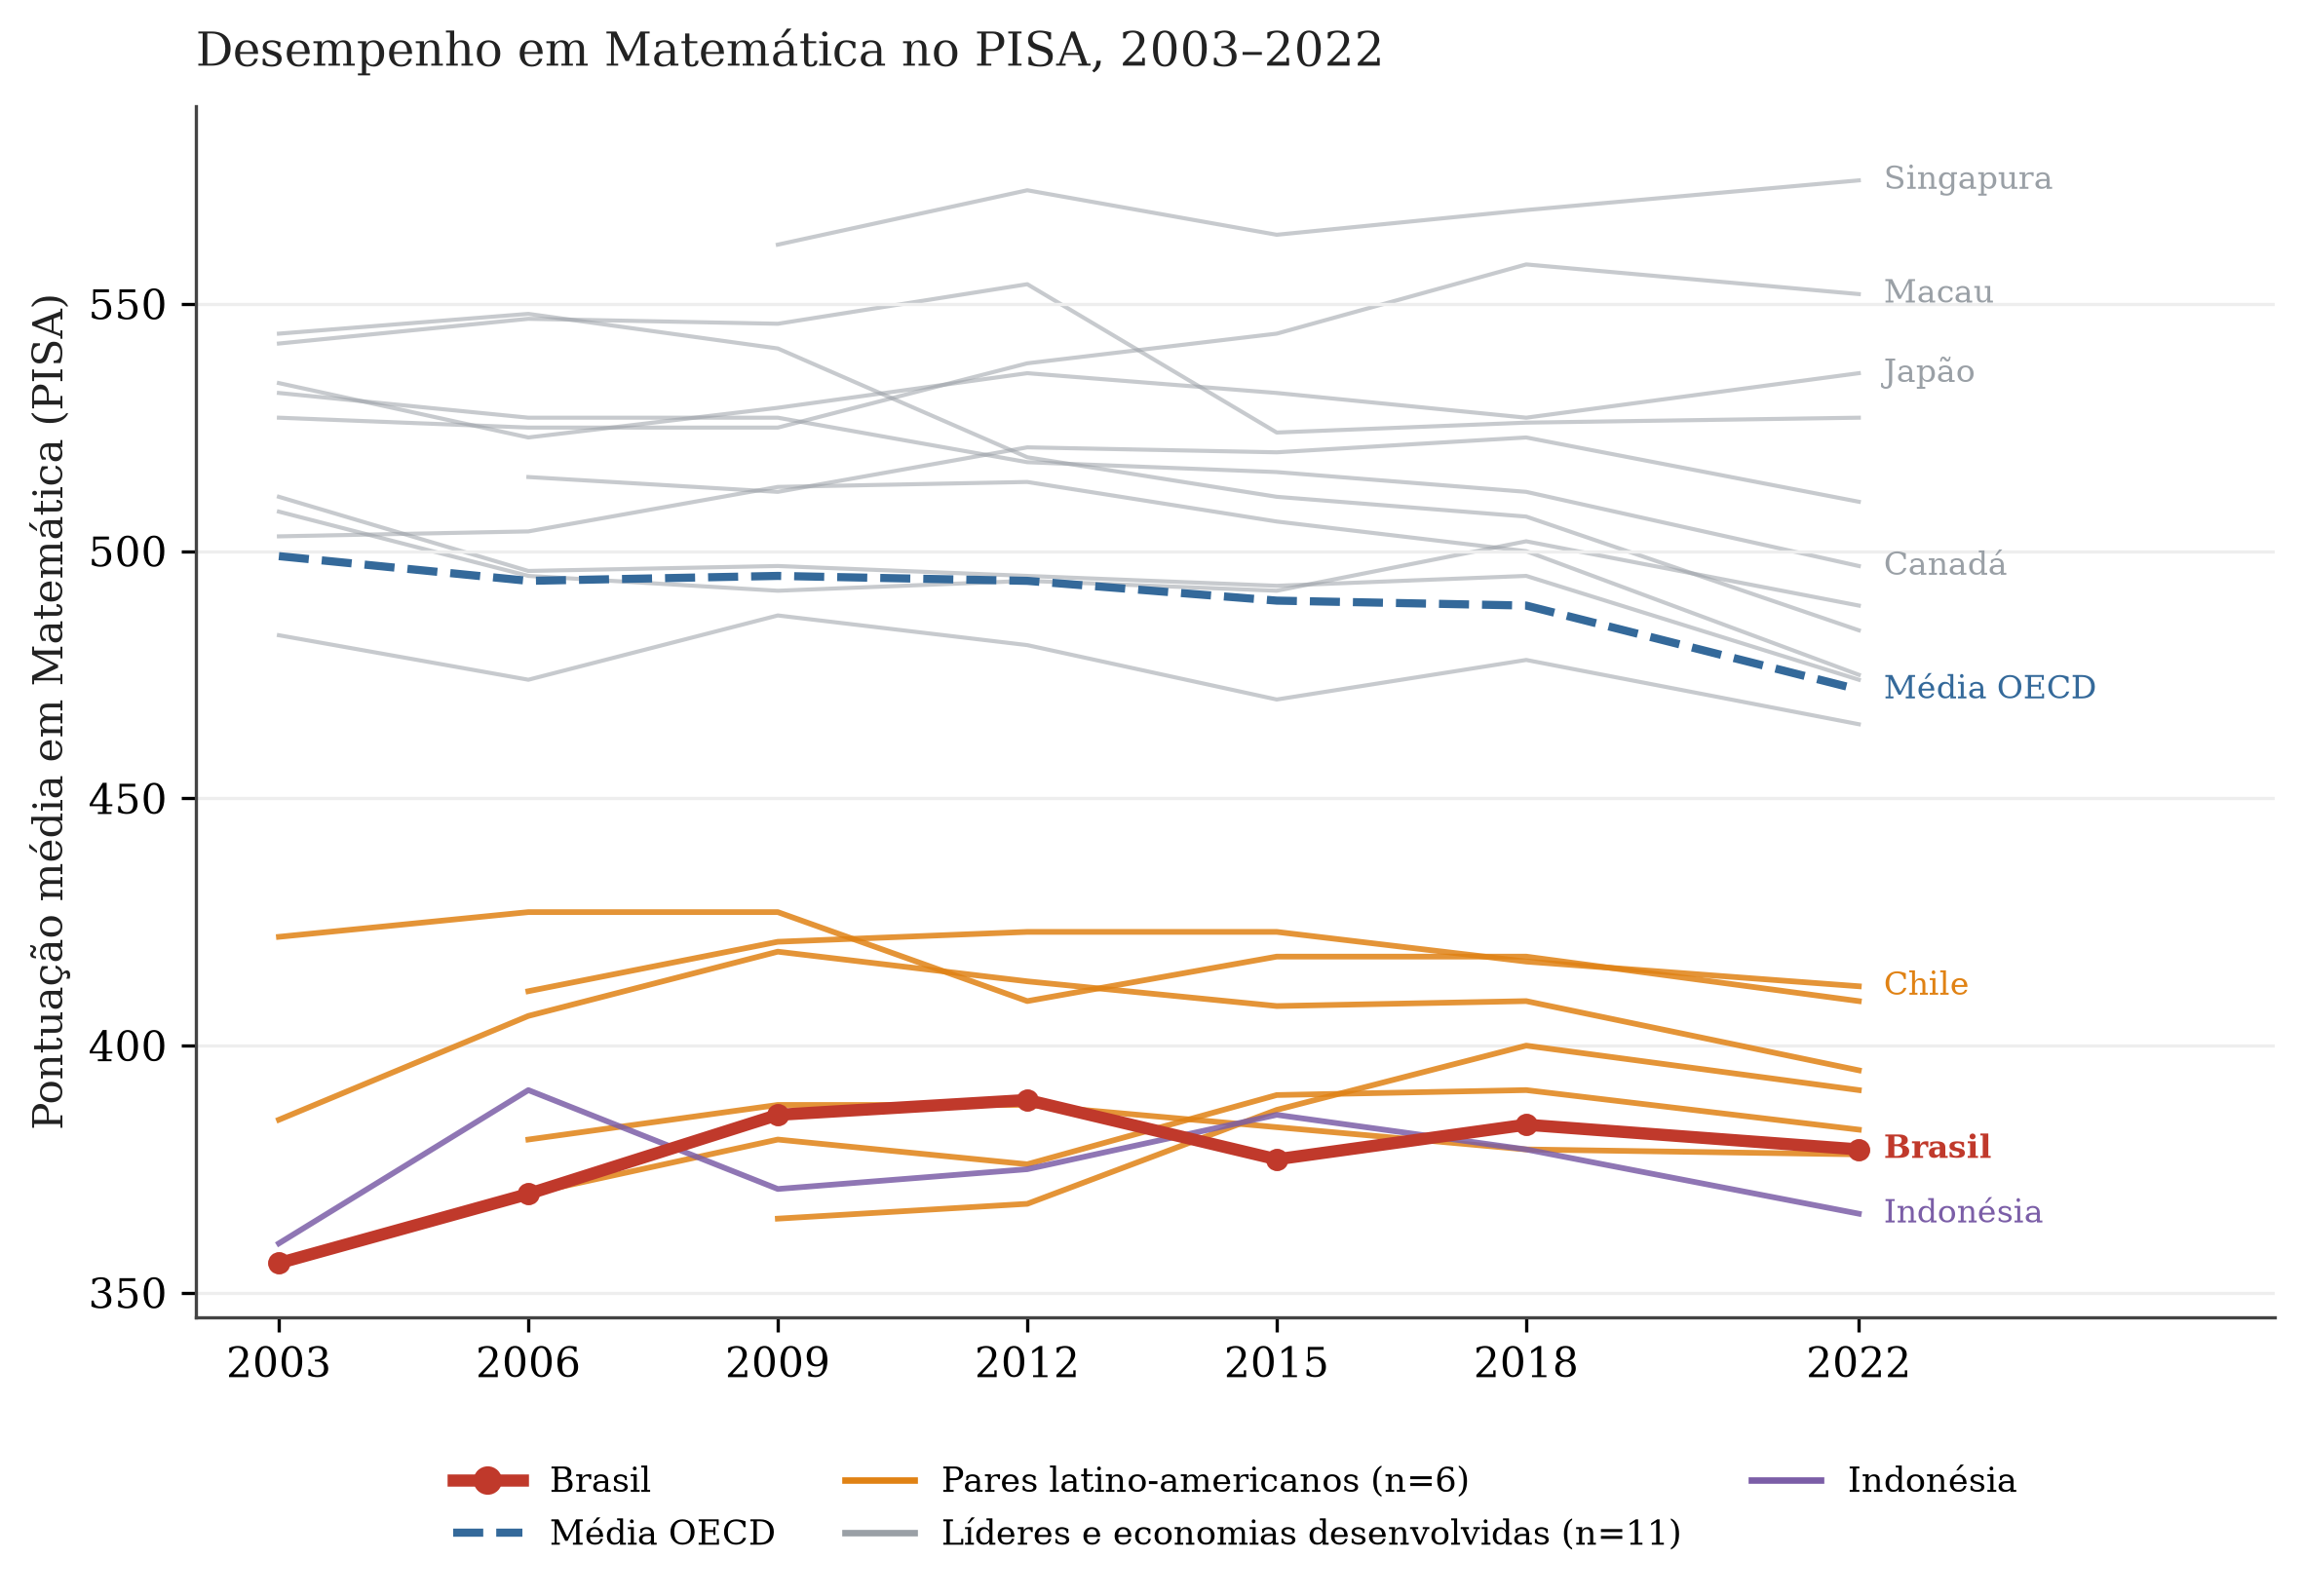 Desempenho em Matemática no PISA, 2003–2022
Pontuação média em Matemática (PISA)
550
500
450
400
350
Singapura
Macau
Japão
Canadá
Média OECD
Chile
Brasil
Indonésia
2003 2006 2009 2012 2015 2018 2022
Brasil Pares latino-americanos (n=6) Indonésia
Média OECD Líderes e economias desenvolvidas (n=11)